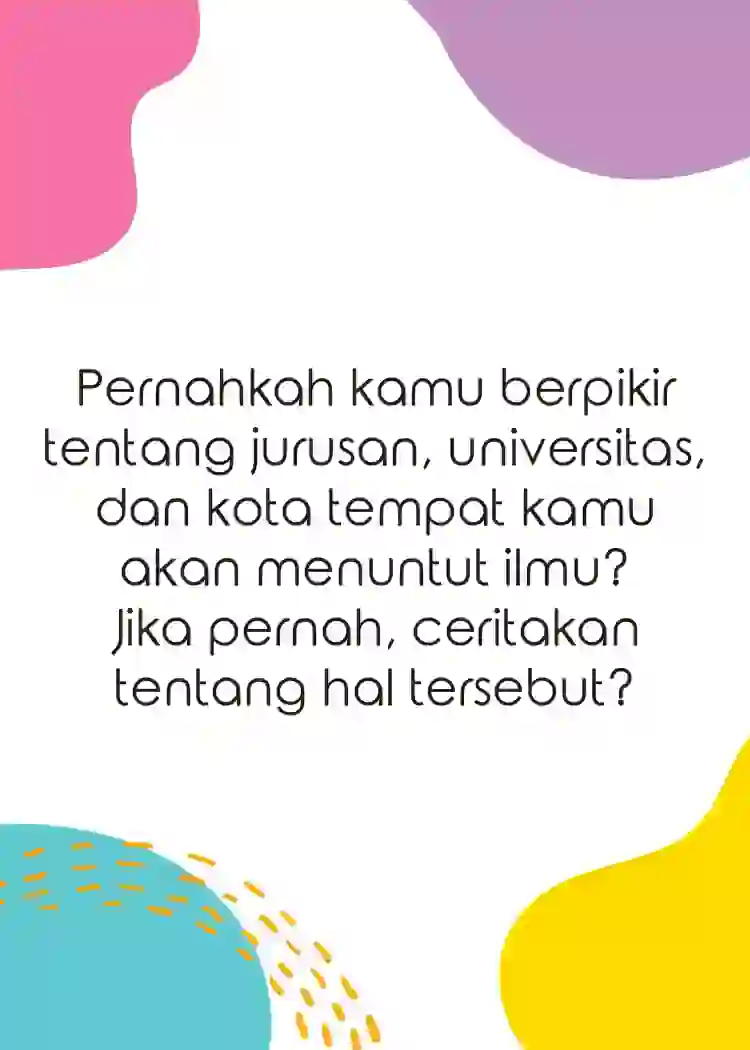 Pernahkah kamu berpikir
tentang jurusan, universitas,
dan kota tempat kamu
akan menuntut ilmu?
Jika pernah, ceritakan
tentang hal tersebut?